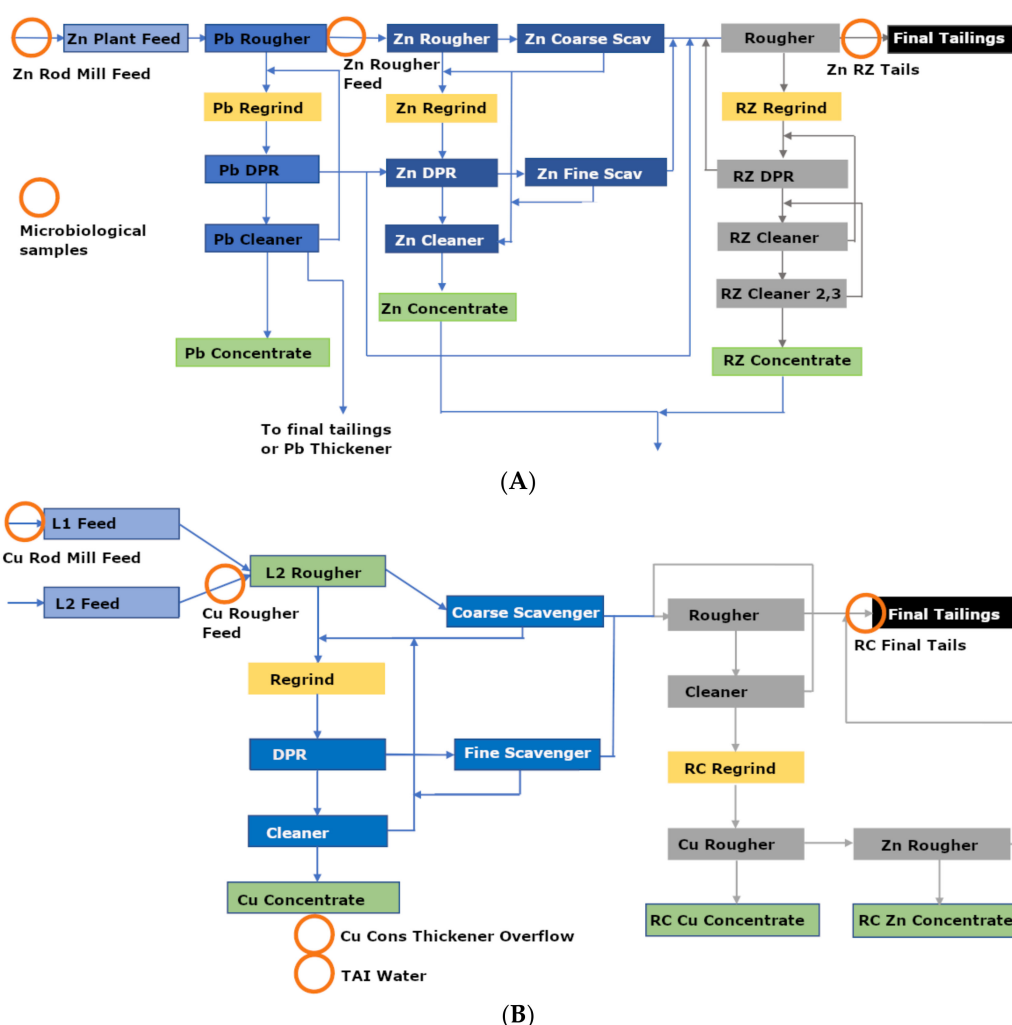 Zn Plant Feed
Pb Rougher
Zn Rougher
Zn Coarse Scav
Rougher
Final Tailings
Zn Rod Mill Feed
Zn Rougher
Feed
Zn RZ Tails
Pb Regrind
Zn Regrind
RZ Regrind
Pb DPR
Zn DPR
Zn Fine Scav
RZ DPR
Microbiological
samples
Pb Cleaner
Zn Cleaner
RZ Cleaner
RZ Cleaner 2,3
Zn Concentrate
Pb Concentrate
RZ Concentrate
To final tailings
or Pb Thickener
(A)
L1 Feed
Cu Rod Mill Feed
L2 Feed
L2 Rougher
Cu Rougher
Feed
Coarse Scavenger
Rougher
Final Tailings
RC Final Tails
Regrind
Cleaner
DPR
Fine Scavenger
RC Regrind
Cleaner
Cu Rougher
Zn Rougher
Cu Concentrate
RC Cu Concentrate
RC Zn Concentrate
Cu Cons Thickener Overflow
TAI Water
(B)